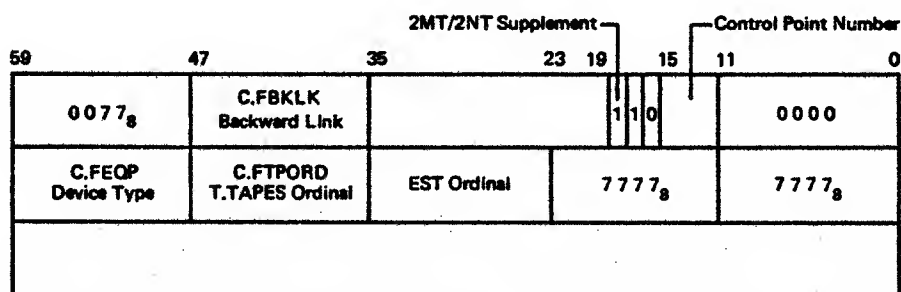 2MT/2NT Supplement
Control Point Number
59 47 35 23 19 15 11 0
0077₈
C.FBKLK
Backward Link
1 1 0
0000
C.FEQP
Device Type
C.FTPORD
T.TAPES Ordinal
EST Ordinal
7777₈
7777₈